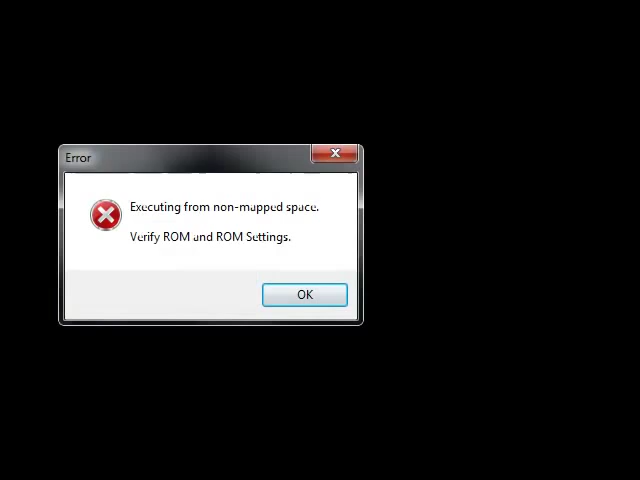 Error
Executing from non-mapped space.
Verify ROM and ROM Settings.
OK